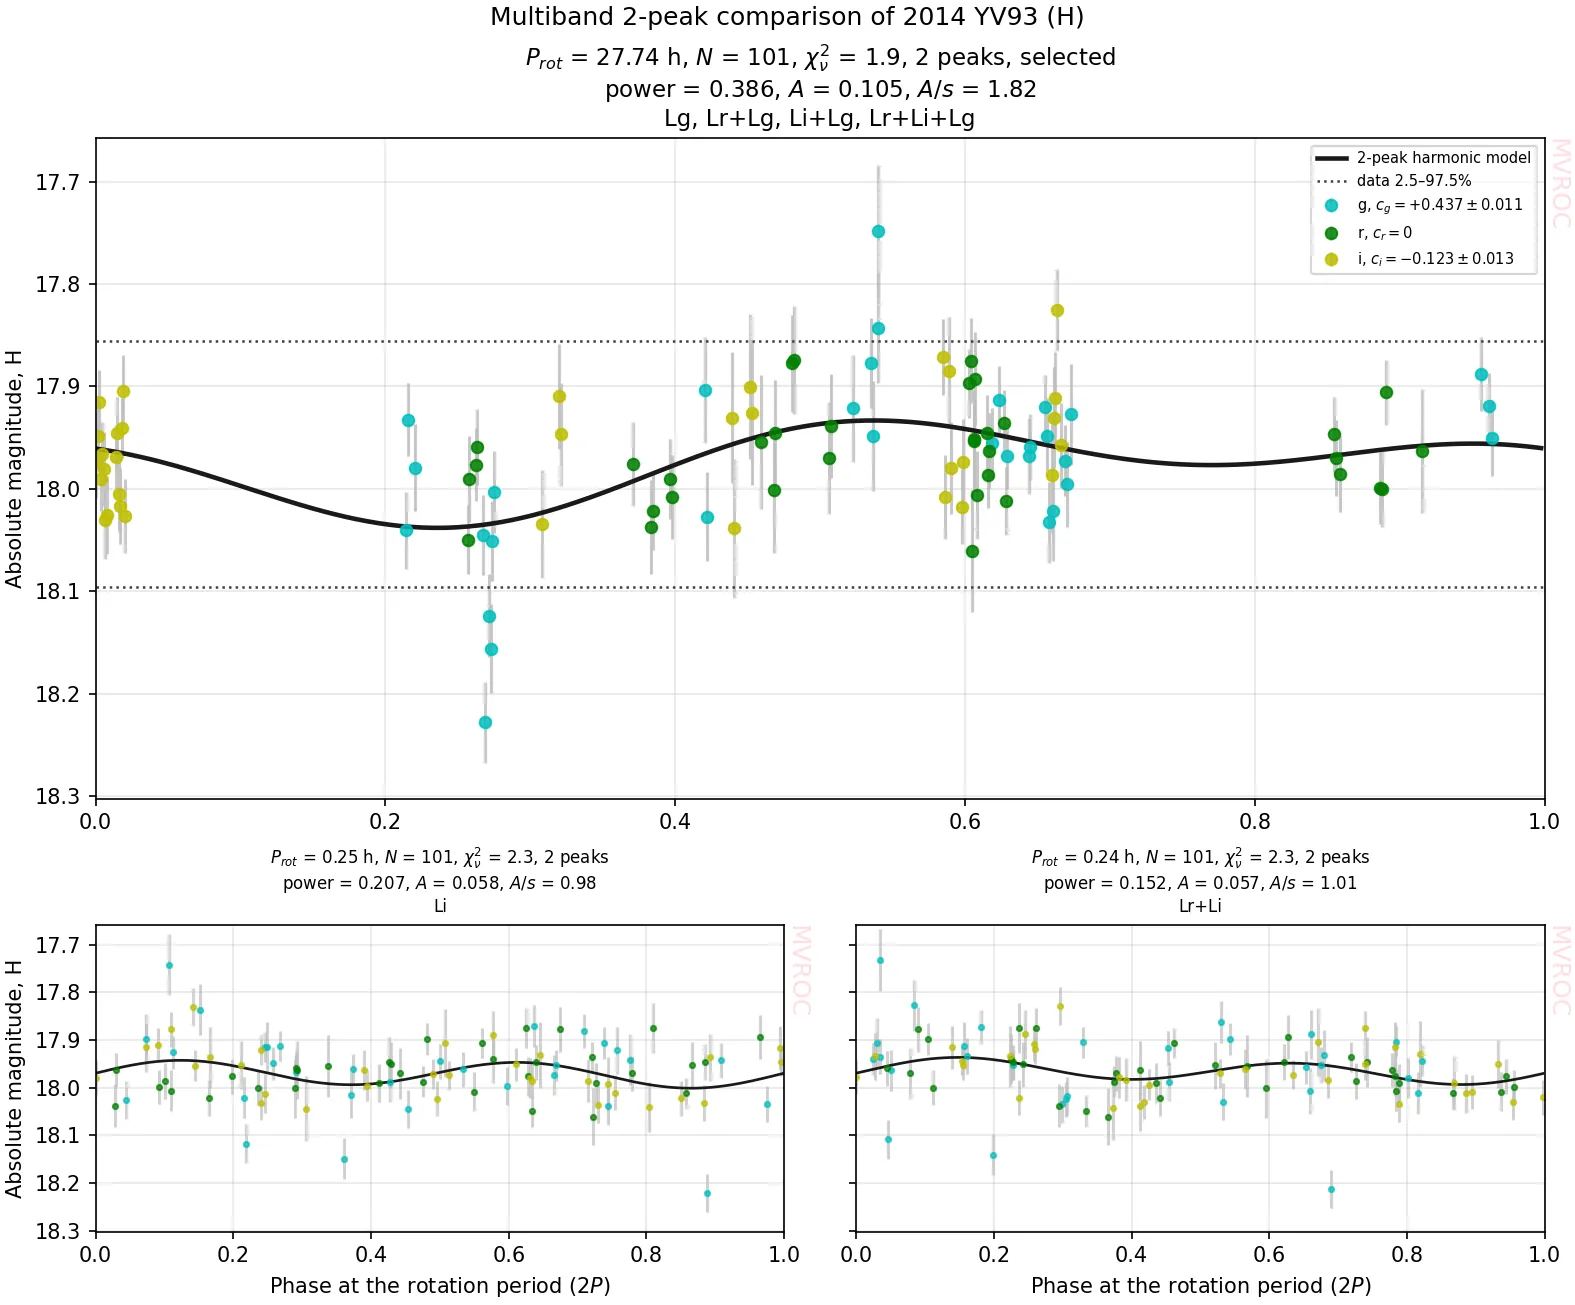 Multiband 2-peak comparison of 2014 YV93 (H)
P_rot = 27.74 h, N = 101, χ²_ν = 1.9, 2 peaks, selected
power = 0.386, A = 0.105, A/s = 1.82
Lg, Lr+Lg, Li+Lg, Lr+Li+Lg
2-peak harmonic model
data 2.5–97.5%
g, c_g = +0.437 ± 0.011
r, c_r = 0
i, c_i = −0.123 ± 0.013
MVROC
Absolute magnitude, H
17.7
17.8
17.9
18.0
18.1
18.2
18.3
0.0 0.2 0.4 0.6 0.8 1.0
P_rot = 0.25 h, N = 101, χ²_ν = 2.3, 2 peaks
power = 0.207, A = 0.058, A/s = 0.98
Li
MVROC
Absolute magnitude, H
17.7
17.8
17.9
18.0
18.1
18.2
18.3
0.0 0.2 0.4 0.6 0.8 1.0
Phase at the rotation period (2P)
P_rot = 0.24 h, N = 101, χ²_ν = 2.3, 2 peaks
power = 0.152, A = 0.057, A/s = 1.01
Lr+Li
MVROC
0.0 0.2 0.4 0.6 0.8 1.0
Phase at the rotation period (2P)